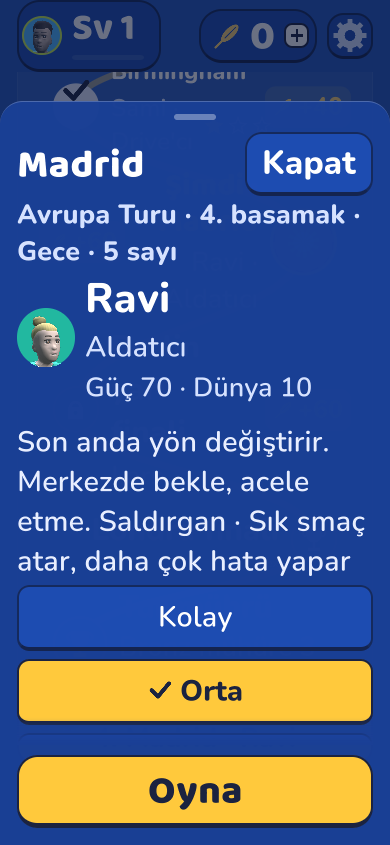 Sv 1
0
Birmingham
Madrid
Kapat
Avrupa Turu · 4. basamak ·
Gece · 5 sayı
Ravi
Aldatıcı
Güç 70 · Dünya 10
Son anda yön değiştirir.
Merkezde bekle, acele
etme. Saldırgan · Sık smaç
atar, daha çok hata yapar
Kolay
Orta
Oyna